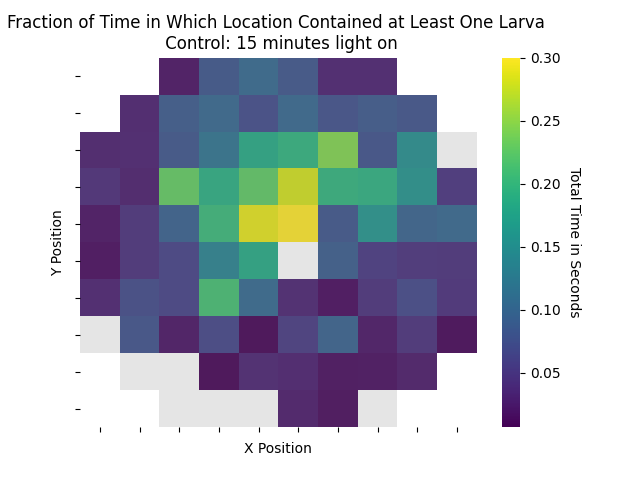 Fraction of Time in Which Location Contained at Least One Larva
Control: 15 minutes light on
Y Position
X Position
0.30
0.25
0.20
0.15
0.10
0.05
Total Time in Seconds